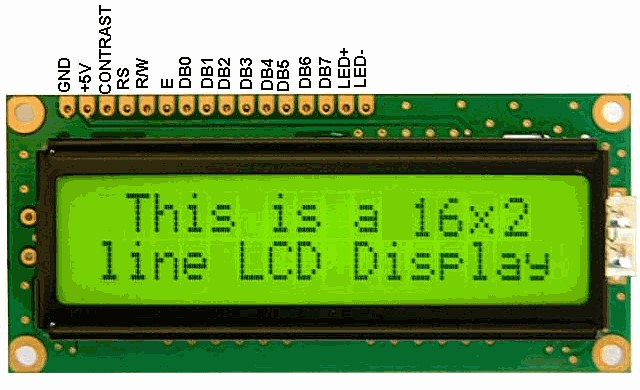 GND
+5V
CONTRAST
RS
R/W
E
DB0
DB1
DB2
DB3
DB4
DB5
DB6
DB7
LED+
LED-
This is a 16x2
line LCD Display